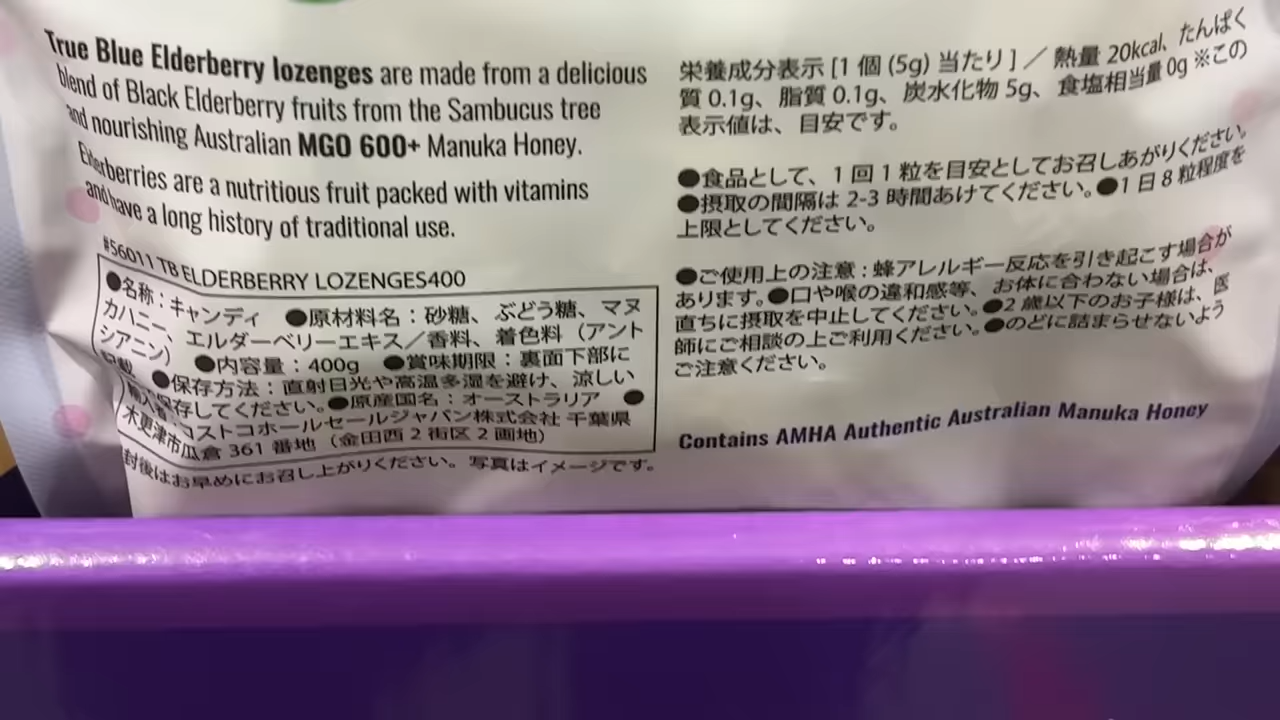 True Blue Elderberry lozenges are made from a delicious
blend of Black Elderberry fruits from the Sambucus tree
and nourishing Australian MGO 600+ Manuka Honey.
Elderberries are a nutritious fruit packed with vitamins
and have a long history of traditional use.
#56011 TB ELDERBERRY LOZENGES400
●名称：キャンディ ●原材料名：砂糖、ぶどう糖、マヌ
カハニー、エルダーベリーエキス／香料、着色料（アント
シアニン） ●内容量：400g ●賞味期限：裏面下部に
記載 ●保存方法：直射日光や高温多湿を避け、涼しい
保存してください。●原産国名：オーストラリア ●
輸入者：コストコホールセールジャパン株式会社 千葉県
木更津市瓜倉 361 番地（金田西 2 街区 2 画地）
封後はお早めにお召し上がりください。写真はイメージです。
栄養成分表示 [1 個 (5g) 当たり] ／ 熱量 20kcal、たんぱく
質 0.1g、脂質 0.1g、炭水化物 5g、食塩相当量 0g ※この
表示値は、目安です。
●食品として、1 回 1 粒を目安としてお召しあがりください。
●摂取の間隔は 2-3 時間あけてください。●1 日 8 粒程度を
上限としてください。
●ご使用上の注意：蜂アレルギー反応を引き起こす場合が
あります。●口や喉の違和感等、お体に合わない場合は、
直ちに摂取を中止してください。●2 歳以下のお子様は、医
師にご相談の上ご利用ください。●のどに詰まらせないよう
ご注意ください。
Contains AMHA Authentic Australian Manuka Honey